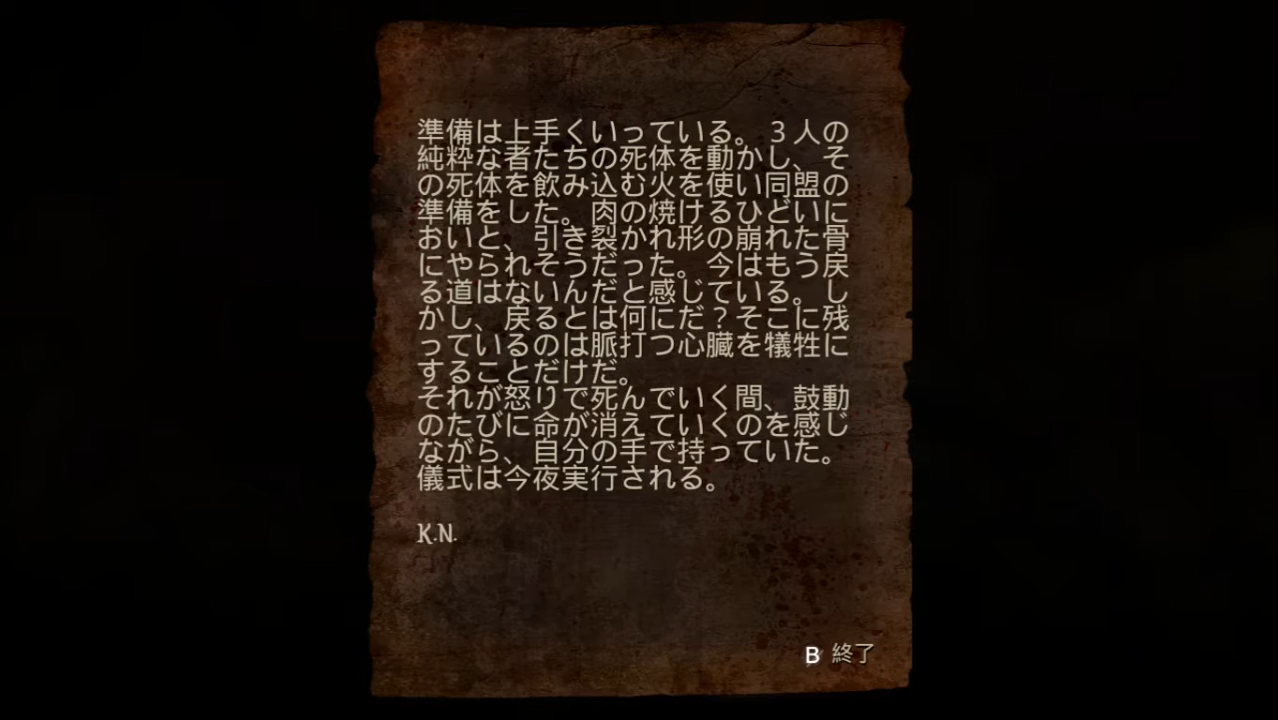 準備は上手くいっている。３人の
純粋な者たちの死体を動かし、そ
の死体を飲み込む火を使い同盟の
準備をした。肉の焼けるひどいに
おいと、引き裂かれ形の崩れた骨
にやられそうだった。今はもう戻
る道はないんだと感じている。し
かし、戻るとは何にだ？そこに残
っているのは脈打つ心臓を犠牲に
することだけだ。
それが怒りで死んでいく間、鼓動
のたびに命が消えていくのを感じ
ながら、自分の手で持っていた。
儀式は今夜実行される。
K.N.
B 終了